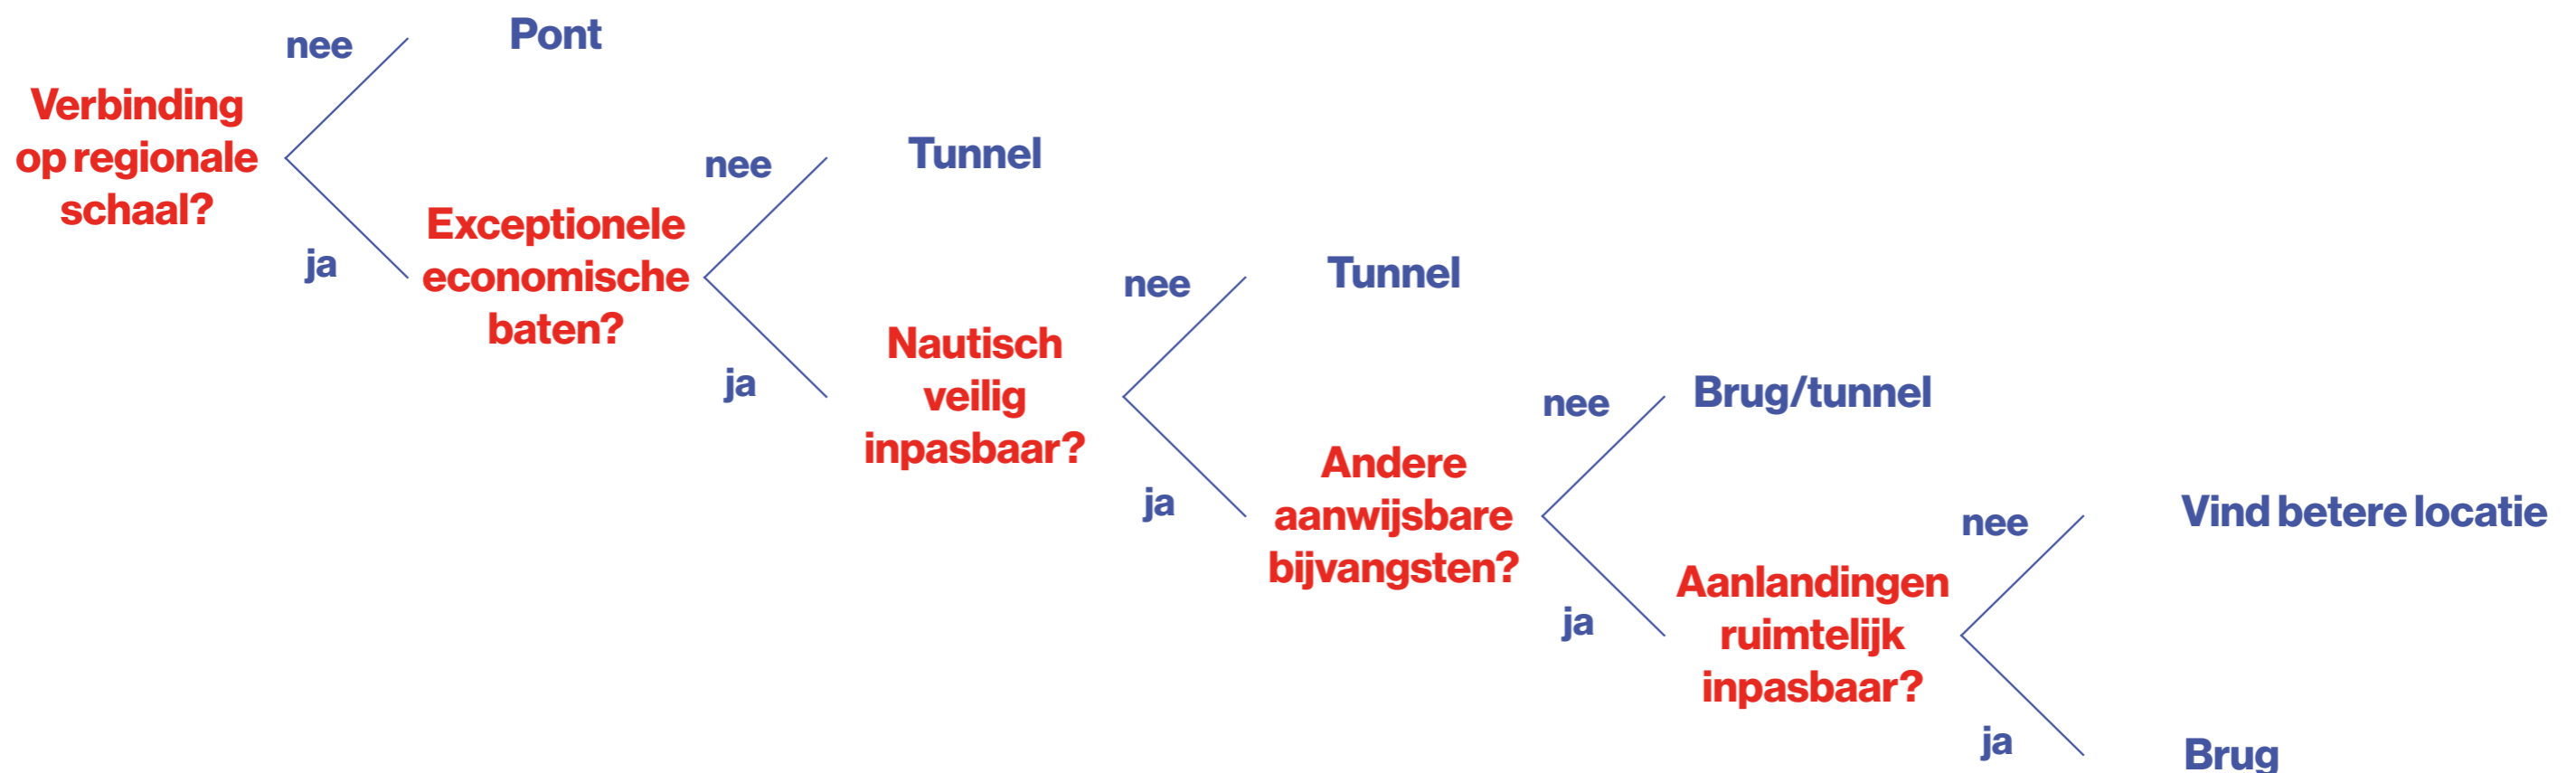 nee
Pont
Verbinding
op regionale
schaal?
ja
nee
Tunnel
Exceptionele
economische
baten?
ja
nee
Tunnel
Nautisch
veilig
inpasbaar?
ja
nee
Brug/tunnel
Andere
aanwijsbare
bijvangsten?
ja
nee
Vind betere locatie
Aanlandingen
ruimtelijk
inpasbaar?
ja
Brug